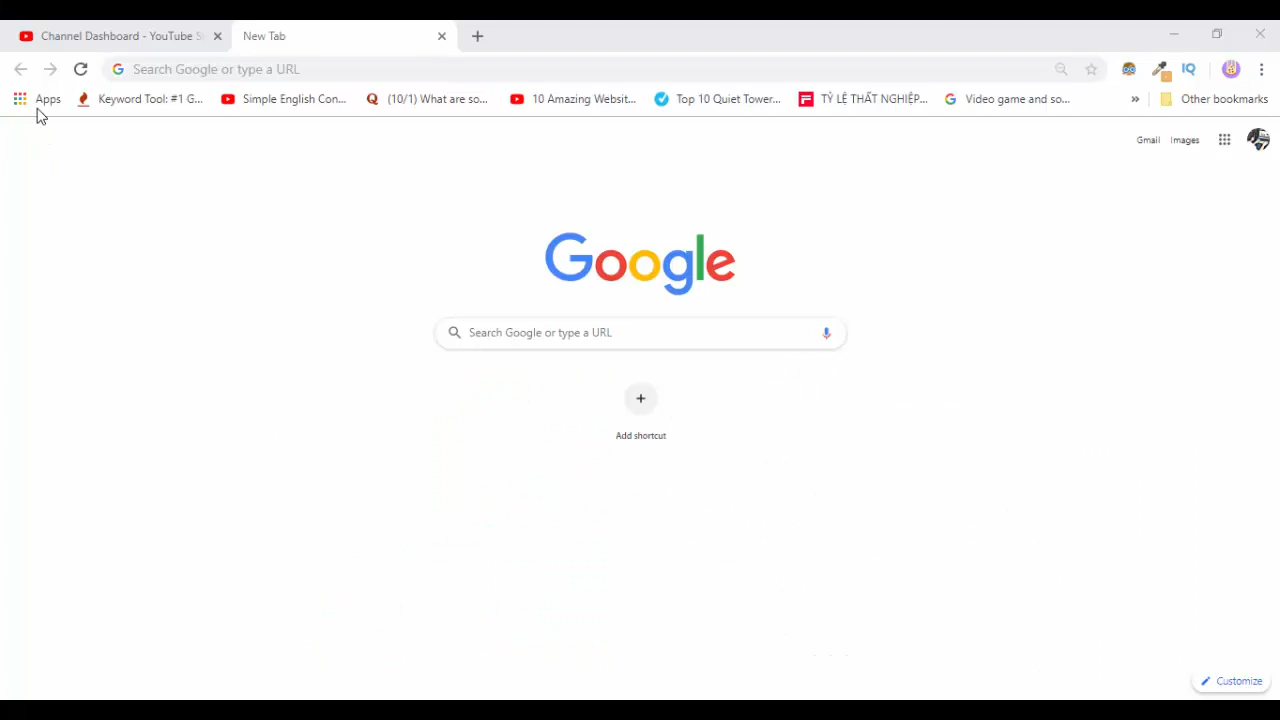 Channel Dashboard - YouTube S
New Tab
Search Google or type a URL
IQ
Apps
Keyword Tool: #1 G...
Simple English Con...
(10/1) What are so...
10 Amazing Websit...
Top 10 Quiet Tower...
TỶ LỆ THẤT NGHIỆP...
Video game and so...
»
Other bookmarks
Gmail
Images
Google
Search Google or type a URL
Add shortcut
Customize